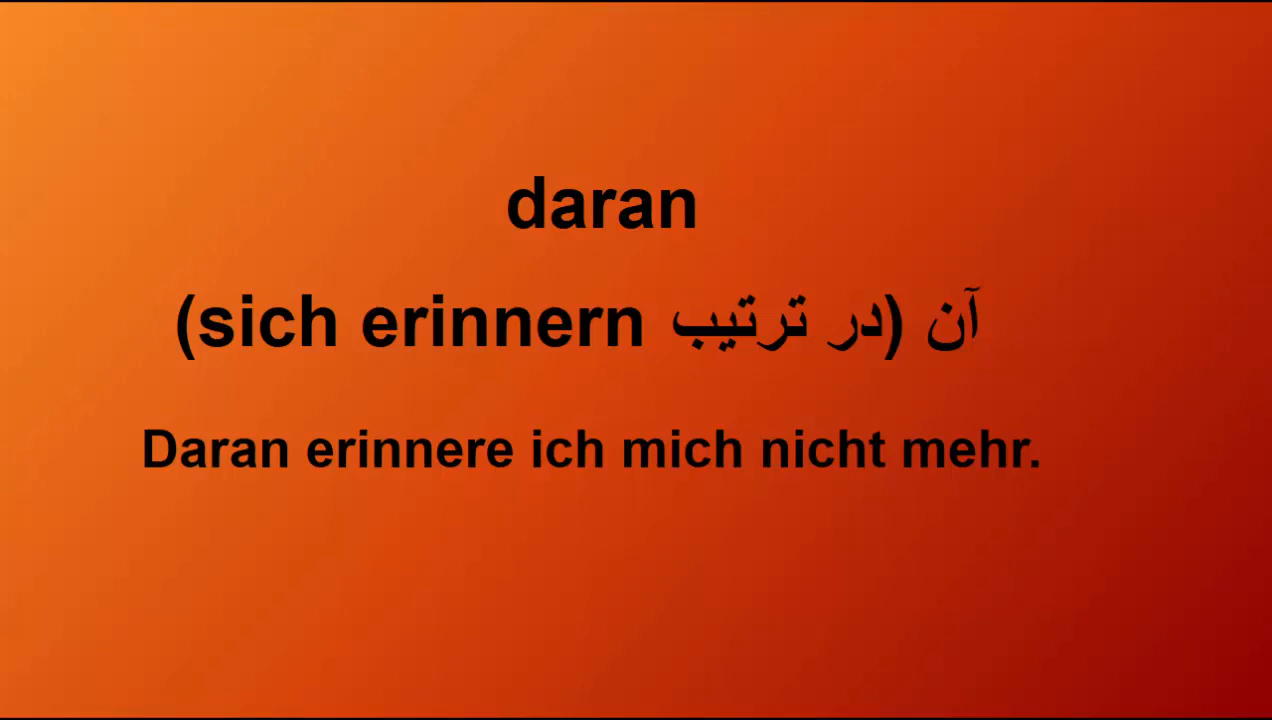 daran
آن (در ترتیب sich erinnern)
Daran erinnere ich mich nicht mehr.